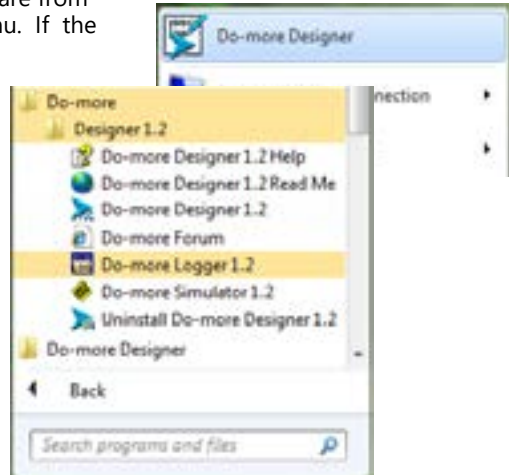 are from
nu. If the
Do-more Designer
nection
Do-more
Designer 1.2
Do-more Designer 1.2 Help
Do-more Designer 1.2 Read Me
Do-more Designer 1.2
Do-more Forum
Do-more Logger 1.2
Do-more Simulator 1.2
Uninstall Do-more Designer 1.2
Do-more Designer
Back
Search programs and files